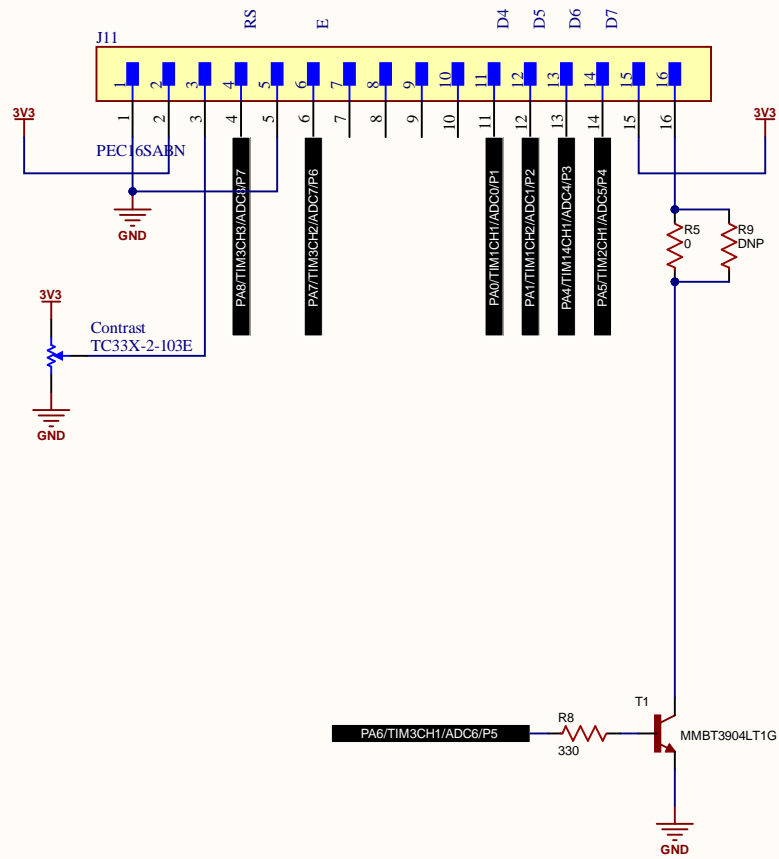 RS
E
D4
D5
D6
D7
J11
1
2
3
4
5
6
7
8
9
10
11
12
13
14
15
16
3V3
1
2
3
4
5
6
7
8
9
10
11
12
13
14
15
16
3V3
PEC16SABN
GND
PA8/TIM3CH3/ADC8/P7
PA7/TIM3CH2/ADC7/P6
PA0/TIM1CH1/ADC0/P1
PA1/TIM1CH2/ADC1/P2
PA4/TIM14CH1/ADC4/P3
PA5/TIM2CH1/ADC5/P4
R5
0
R9
DNP
3V3
Contrast
TC33X-2-103E
GND
PA6/TIM3CH1/ADC6/P5
R8
330
T1
MMBT3904LT1G
GND